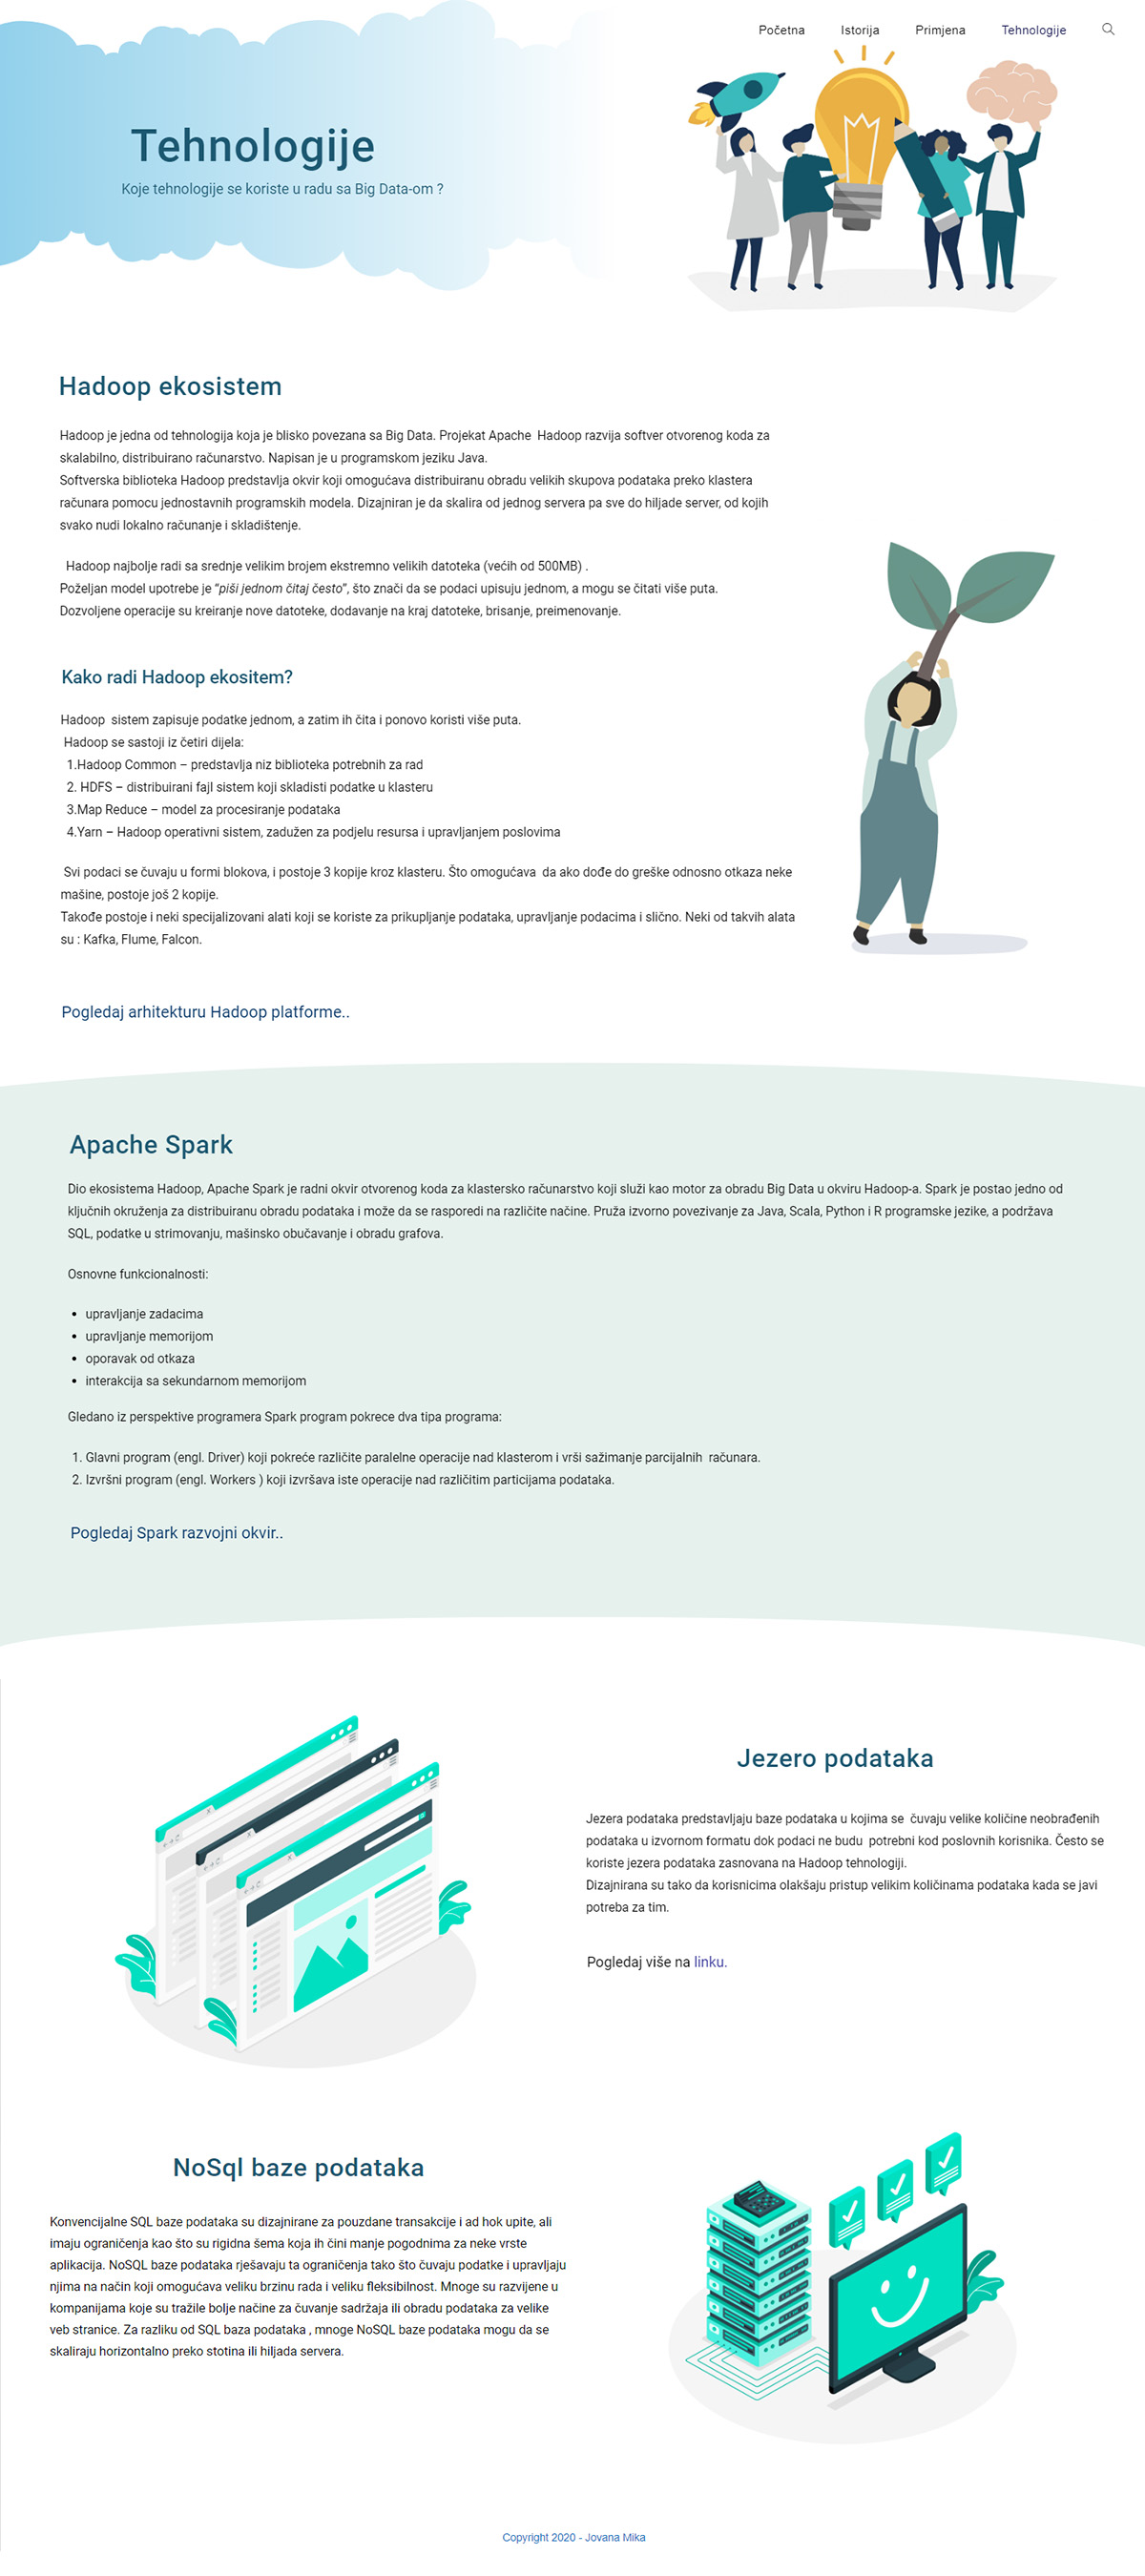 Početna Istorija Primjena Tehnologije
Tehnologije
Koje tehnologije se koriste u radu sa Big Data-om ?
Hadoop ekosistem
Hadoop je jedna od tehnologija koja je blisko povezana sa Big Data. Projekat Apache  Hadoop razvija softver otvorenog koda za
skalabilno, distribuirano računarstvo. Napisan je u programskom jeziku Java.
Softverska biblioteka Hadoop predstavlja okvir koji omogućava distribuiranu obradu velikih skupova podataka preko klastera
računara pomocu jednostavnih programskih modela. Dizajniran je da skalira od jednog servera pa sve do hiljade server, od kojih
svako nudi lokalno računanje i skladištenje.
Hadoop najbolje radi sa srednje velikim brojem ekstremno velikih datoteka (većih od 500MB) .
Poželjan model upotrebe je “piši jednom čitaj često”, što znači da se podaci upisuju jednom, a mogu se čitati više puta.
Dozvoljene operacije su kreiranje nove datoteke, dodavanje na kraj datoteke, brisanje, preimenovanje.
Kako radi Hadoop ekositem?
Hadoop  sistem zapisuje podatke jednom, a zatim ih čita i ponovo koristi više puta.
Hadoop se sastoji iz četiri dijela:
1.Hadoop Common – predstavlja niz biblioteka potrebnih za rad
2. HDFS – distribuirani fajl sistem koji skladisti podatke u klasteru
3.Map Reduce – model za procesiranje podataka
4.Yarn – Hadoop operativni sistem, zadužen za podjelu resursa i upravljanjem poslovima
Svi podaci se čuvaju u formi blokova, i postoje 3 kopije kroz klasteru. Što omogućava  da ako dođe do greške odnosno otkaza neke
mašine, postoje još 2 kopije.
Takođe postoje i neki specijalizovani alati koji se koriste za prikupljanje podataka, upravljanje podacima i slično. Neki od takvih alata
su : Kafka, Flume, Falcon.
Pogledaj arhitekturu Hadoop platforme..
Apache Spark
Dio ekosistema Hadoop, Apache Spark je radni okvir otvorenog koda za klastersko računarstvo koji služi kao motor za obradu Big Data u okviru Hadoop-a. Spark je postao jedno od
ključnih okruženja za distribuiranu obradu podataka i može da se rasporedi na različite načine. Pruža izvorno povezivanje za Java, Scala, Python i R programske jezike, a podržava
SQL, podatke u strimovanju, mašinsko obučavanje i obradu grafova.
Osnovne funkcionalnosti:
• upravljanje zadacima
• upravljanje memorijom
• oporavak od otkaza
• interakcija sa sekundarnom memorijom
Gledano iz perspektive programera Spark program pokrece dva tipa programa:
1. Glavni program (engl. Driver) koji pokreće različite paralelne operacije nad klasterom i vrši sažimanje parcijalnih  računara.
2. Izvršni program (engl. Workers ) koji izvršava iste operacije nad različitim particijama podataka.
Pogledaj Spark razvojni okvir..
Jezero podataka
Jezera podataka predstavljaju baze podataka u kojima se  čuvaju velike količine neobrađenih
podataka u izvornom formatu dok podaci ne budu  potrebni kod poslovnih korisnika. Često se
koriste jezera podataka zasnovana na Hadoop tehnologiji.
Dizajnirana su tako da korisnicima olakšaju pristup velikim količinama podataka kada se javi
potreba za tim.
Pogledaj više na linku.
NoSql baze podataka
Konvencijalne SQL baze podataka su dizajnirane za pouzdane transakcije i ad hok upite, ali
imaju ograničenja kao što su rigidna šema koja ih čini manje pogodnima za neke vrste
aplikacija. NoSQL baze podataka rješavaju ta ograničenja tako što čuvaju podatke i upravljaju
njima na način koji omogućava veliku brzinu rada i veliku fleksibilnost. Mnoge su razvijene u
kompanijama koje su tražile bolje načine za čuvanje sadržaja ili obradu podataka za velike
veb stranice. Za razliku od SQL baza podataka , mnoge NoSQL baze podataka mogu da se
skaliraju horizontalno preko stotina ili hiljada servera.
Copyright 2020 - Jovana Mika